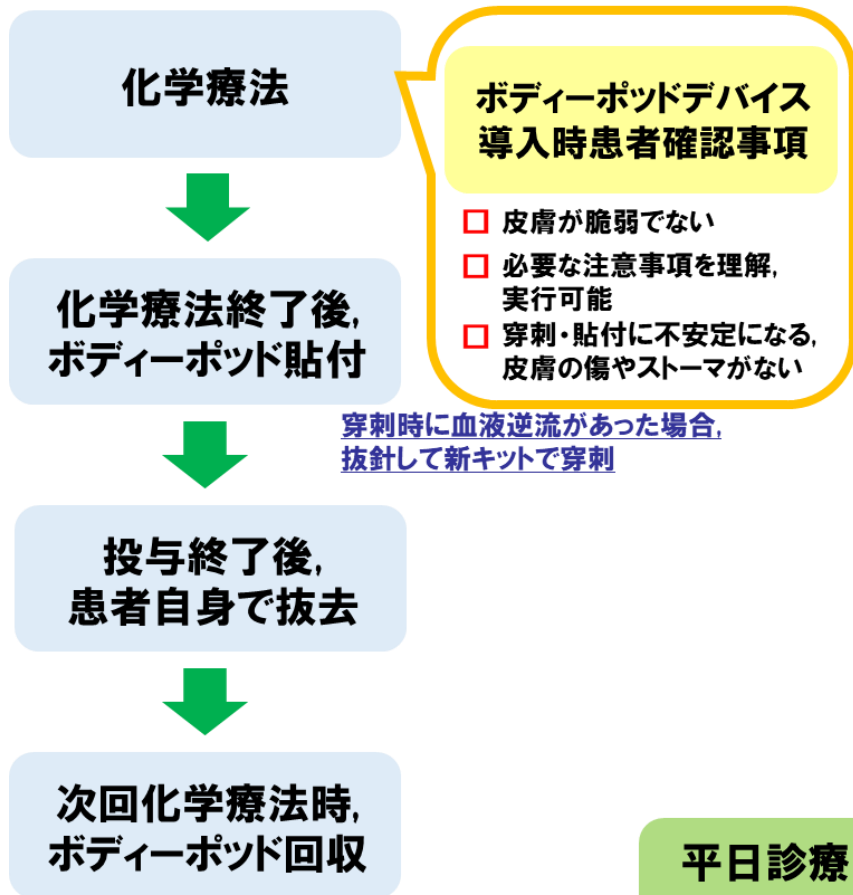 化学療法
ボディーポッドデバイス
導入時患者確認事項
皮膚が脆弱でない
必要な注意事項を理解,
実行可能
穿刺・貼付に不安定になる,
皮膚の傷やストーマがない
化学療法終了後,
ボディーポッド貼付
穿刺時に血液逆流があった場合,
抜針して新キットで穿刺
投与終了後,
患者自身で抜去
次回化学療法時,
ボディーポッド回収
平日診療